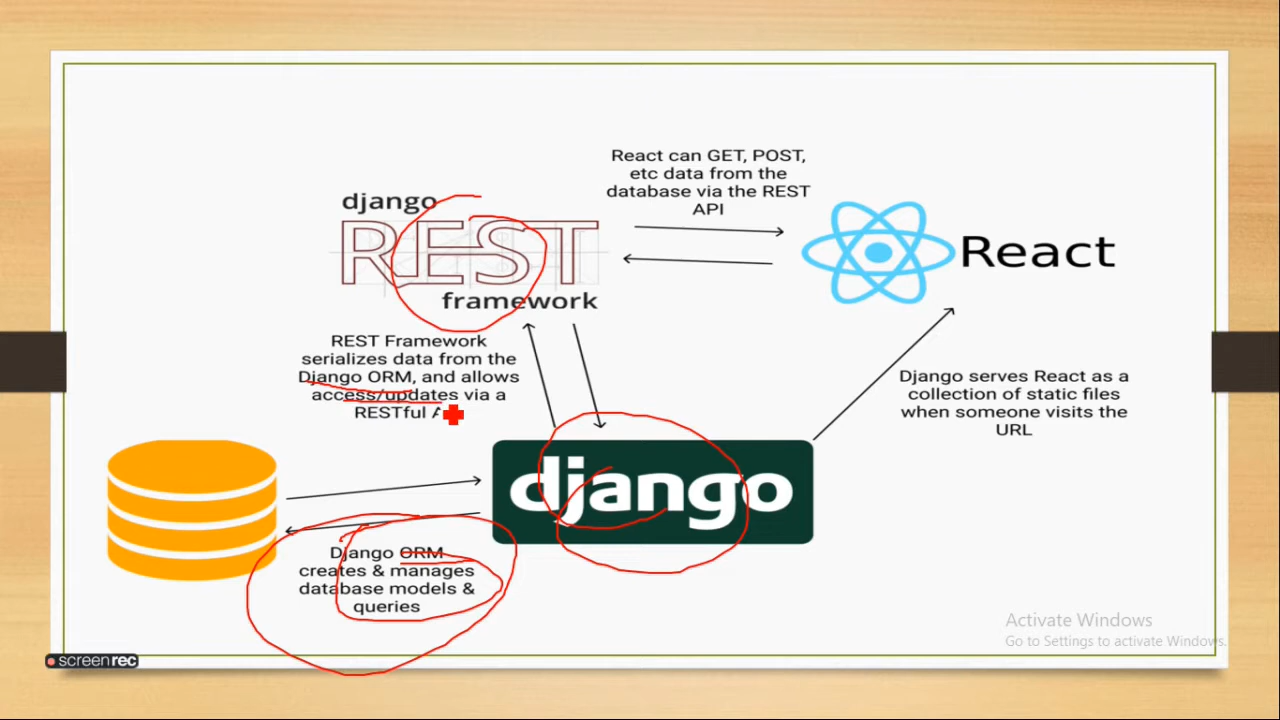 React can GET, POST,
etc data from the
database via the REST
API
django
REST
framework
React
REST Framework
serializes data from the
Django ORM, and allows
access/updates via a
RESTful
Django serves React as a
collection of static files
when someone visits the
URL
django
Django ORM
creates & manages
database models &
queries
Activate Windows
Go to Settings to activate Windows.
screenrec